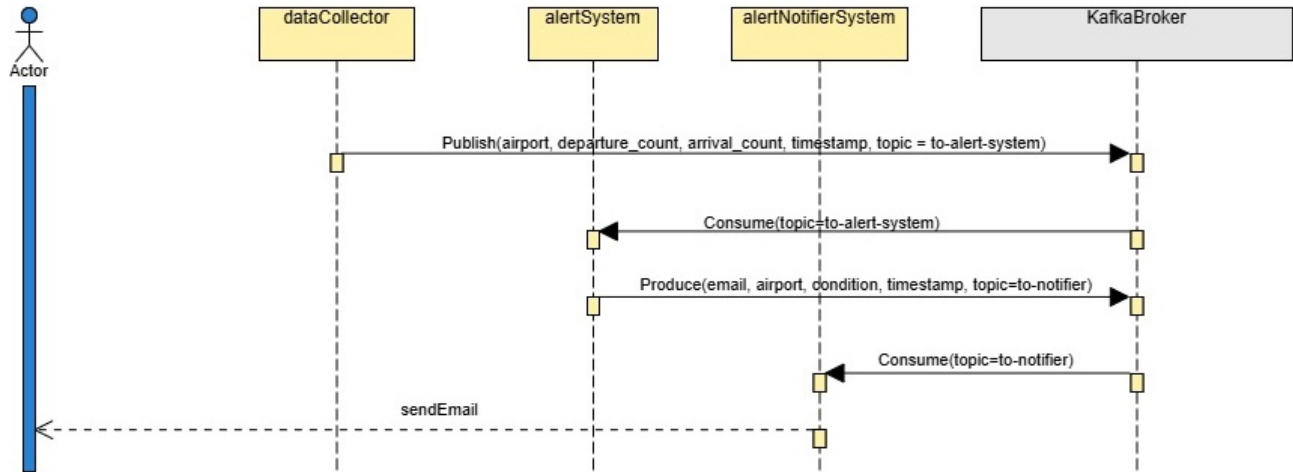 dataCollector
alertSystem
alertNotifierSystem
KafkaBroker
Actor
Publish(airport, departure_count, arrival_count, timestamp, topic = to-alert-system)
Consume(topic=to-alert-system)
Produce(email, airport, condition, timestamp, topic=to-notifier)
Consume(topic=to-notifier)
sendEmail